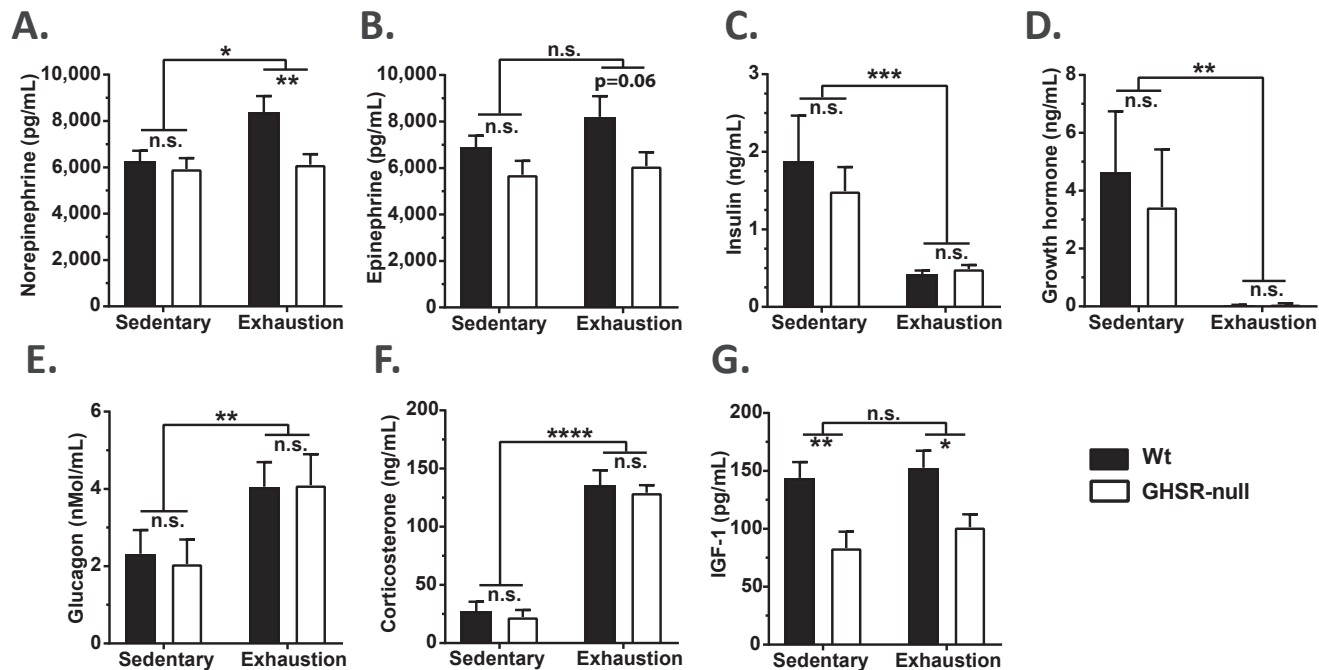 A.
*
10,000
**
8,000
n.s.
6,000
4,000
2,000
0
Norepinephrine (pg/mL)
Sedentary
Exhaustion
B.
n.s.
10,000
p=0.06
8,000
n.s.
6,000
4,000
2,000
0
Epinephrine (pg/mL)
Sedentary
Exhaustion
C.
***
3
n.s.
2
1
n.s.
0
Insulin (ng/mL)
Sedentary
Exhaustion
D.
**
8
n.s.
6
4
2
n.s.
0
Growth hormone (ng/mL)
Sedentary
Exhaustion
E.
**
6
n.s.
4
n.s.
2
0
Glucagon (nMol/mL)
Sedentary
Exhaustion
F.
200
****
n.s.
150
100
50
n.s.
0
Corticosterone (ng/mL)
Sedentary
Exhaustion
G.
n.s.
200
**
*
150
100
50
0
IGF-1 (pg/mL)
Sedentary
Exhaustion
Wt
GHSR-null